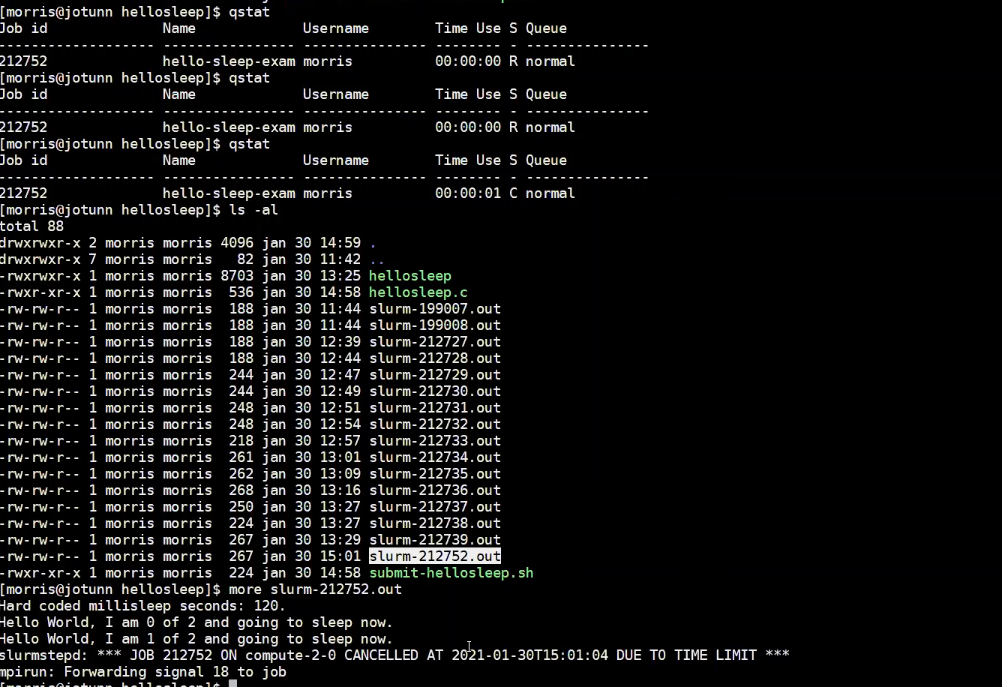 [morris@jotunn hellosleep]$ qstat
Job id              Name             Username        Time Use S Queue
------------------- ---------------- --------------- -------- - ---------------
212752              hello-sleep-exam morris          00:00:00 R normal
[morris@jotunn hellosleep]$ qstat
Job id              Name             Username        Time Use S Queue
------------------- ---------------- --------------- -------- - ---------------
212752              hello-sleep-exam morris          00:00:00 R normal
[morris@jotunn hellosleep]$ qstat
Job id              Name             Username        Time Use S Queue
------------------- ---------------- --------------- -------- - ---------------
212752              hello-sleep-exam morris          00:00:01 C normal
[morris@jotunn hellosleep]$ ls -al
total 88
drwxrwxr-x 2 morris morris 4096 jan 30 14:59 .
drwxrwxr-x 7 morris morris   82 jan 30 11:42 ..
-rwxrwxr-x 1 morris morris 8703 jan 30 13:25 hellosleep
-rwxr-xr-x 1 morris morris  536 jan 30 14:58 hellosleep.c
-rw-rw-r-- 1 morris morris  188 jan 30 11:44 slurm-199007.out
-rw-rw-r-- 1 morris morris  188 jan 30 11:44 slurm-199008.out
-rw-rw-r-- 1 morris morris  188 jan 30 12:39 slurm-212727.out
-rw-rw-r-- 1 morris morris  188 jan 30 12:44 slurm-212728.out
-rw-rw-r-- 1 morris morris  244 jan 30 12:47 slurm-212729.out
-rw-rw-r-- 1 morris morris  244 jan 30 12:49 slurm-212730.out
-rw-rw-r-- 1 morris morris  248 jan 30 12:51 slurm-212731.out
-rw-rw-r-- 1 morris morris  248 jan 30 12:54 slurm-212732.out
-rw-rw-r-- 1 morris morris  218 jan 30 12:57 slurm-212733.out
-rw-rw-r-- 1 morris morris  261 jan 30 13:01 slurm-212734.out
-rw-rw-r-- 1 morris morris  262 jan 30 13:09 slurm-212735.out
-rw-rw-r-- 1 morris morris  268 jan 30 13:16 slurm-212736.out
-rw-rw-r-- 1 morris morris  250 jan 30 13:27 slurm-212737.out
-rw-rw-r-- 1 morris morris  224 jan 30 13:27 slurm-212738.out
-rw-rw-r-- 1 morris morris  267 jan 30 13:29 slurm-212739.out
-rw-rw-r-- 1 morris morris  267 jan 30 15:01 slurm-212752.out
-rwxr-xr-x 1 morris morris  224 jan 30 14:58 submit-hellosleep.sh
[morris@jotunn hellosleep]$ more slurm-212752.out
Hard coded millisleep seconds: 120.
Hello World, I am 0 of 2 and going to sleep now.
Hello World, I am 1 of 2 and going to sleep now.
slurmstepd: *** JOB 212752 ON compute-2-0 CANCELLED AT 2021-01-30T15:01:04 DUE TO TIME LIMIT ***
mpirun: Forwarding signal 18 to job
[morris@jotunn hellosleep]$